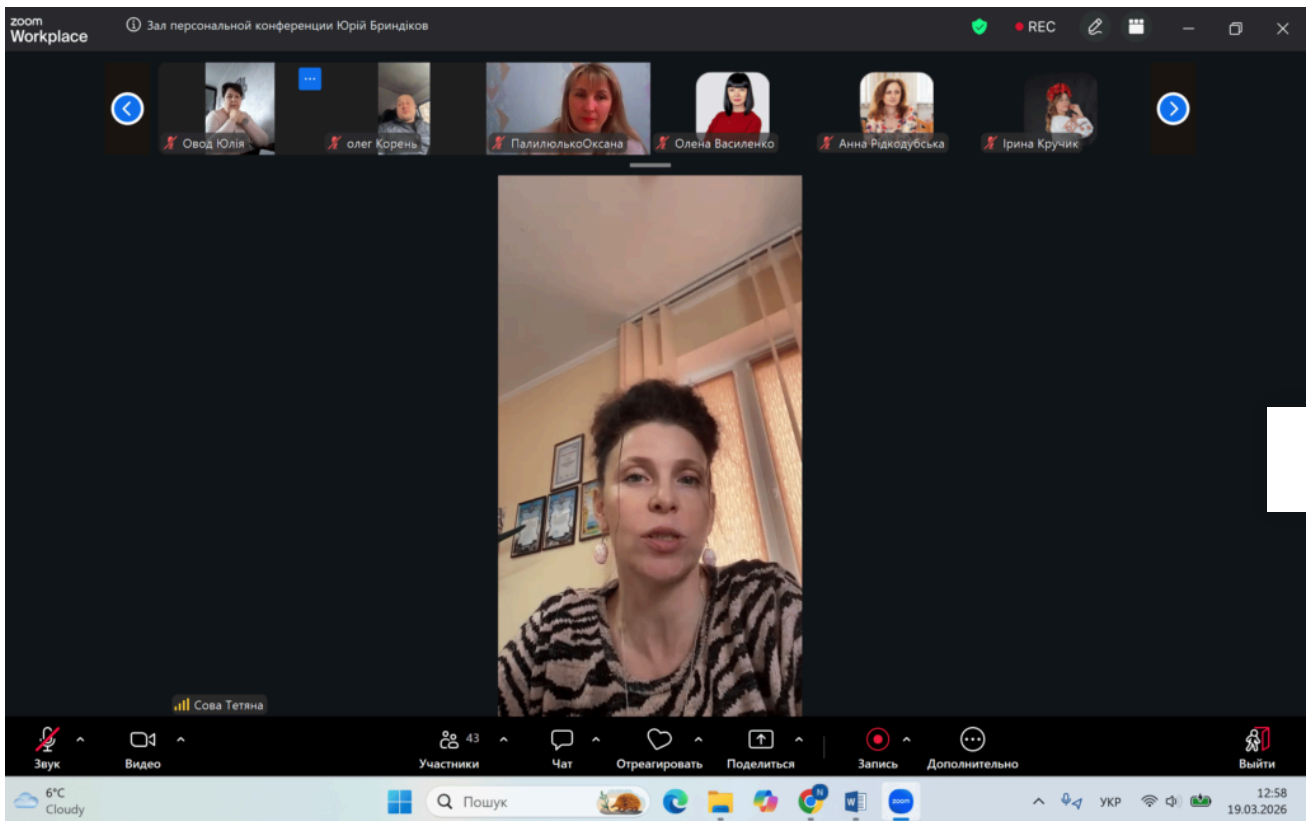 zoom
Workplace
Зал персональной конференции Юрій Бриндіков
REC
Овод Юлія
олег Корень
ПалилюлькоОксана
Олена Василенко
Анна Рідкодубська
Ірина Кручик
Сова Тетяна
Звук
Видео
43
Участники
Чат
Отреагировать
Поделиться
Запись
Дополнительно
Выйти
6°C
Cloudy
Пошук
N
W
zoom
УКР
12:58
19.03.2026